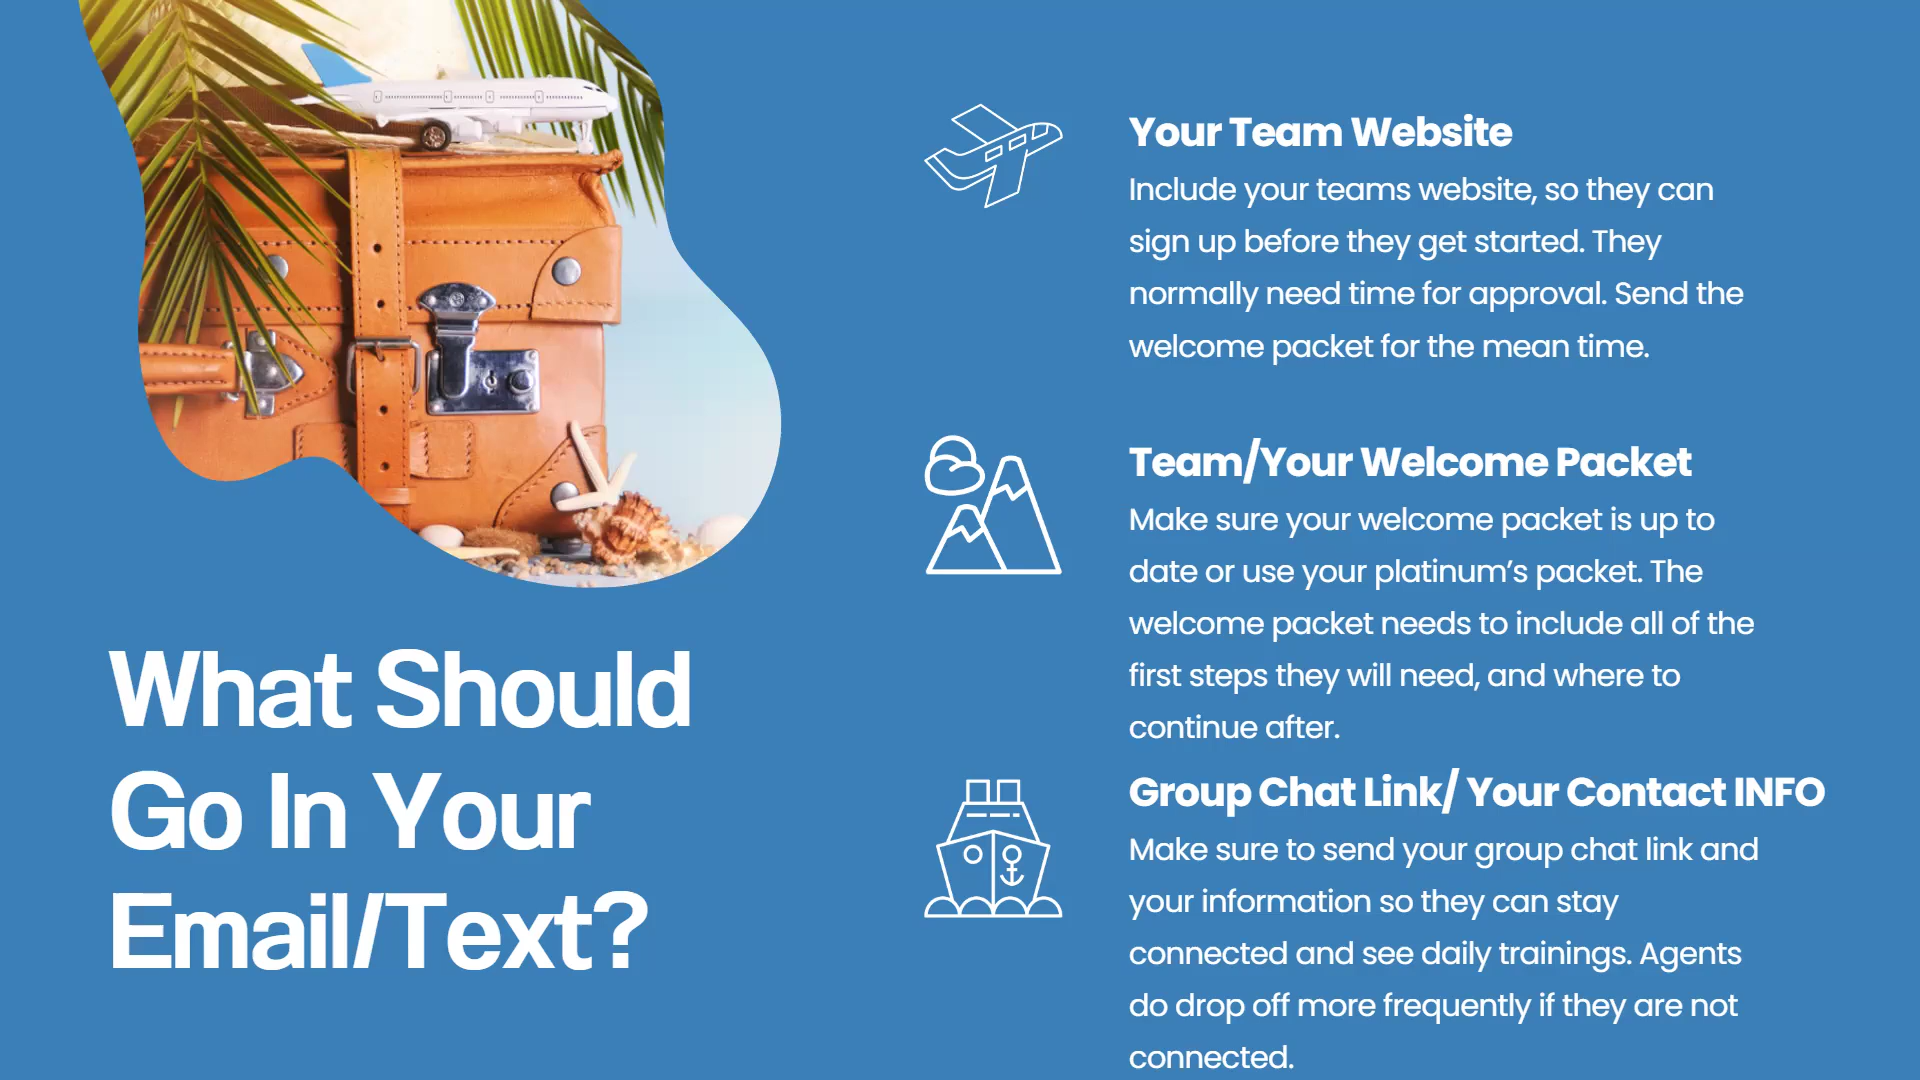 What Should
Go In Your
Email/Text?
Your Team Website
Include your teams website, so they can
sign up before they get started. They
normally need time for approval. Send the
welcome packet for the mean time.
Team/Your Welcome Packet
Make sure your welcome packet is up to
date or use your platinum’s packet. The
welcome packet needs to include all of the
first steps they will need, and where to
continue after.
Group Chat Link/ Your Contact INFO
Make sure to send your group chat link and
your information so they can stay
connected and see daily trainings. Agents
do drop off more frequently if they are not
connected.